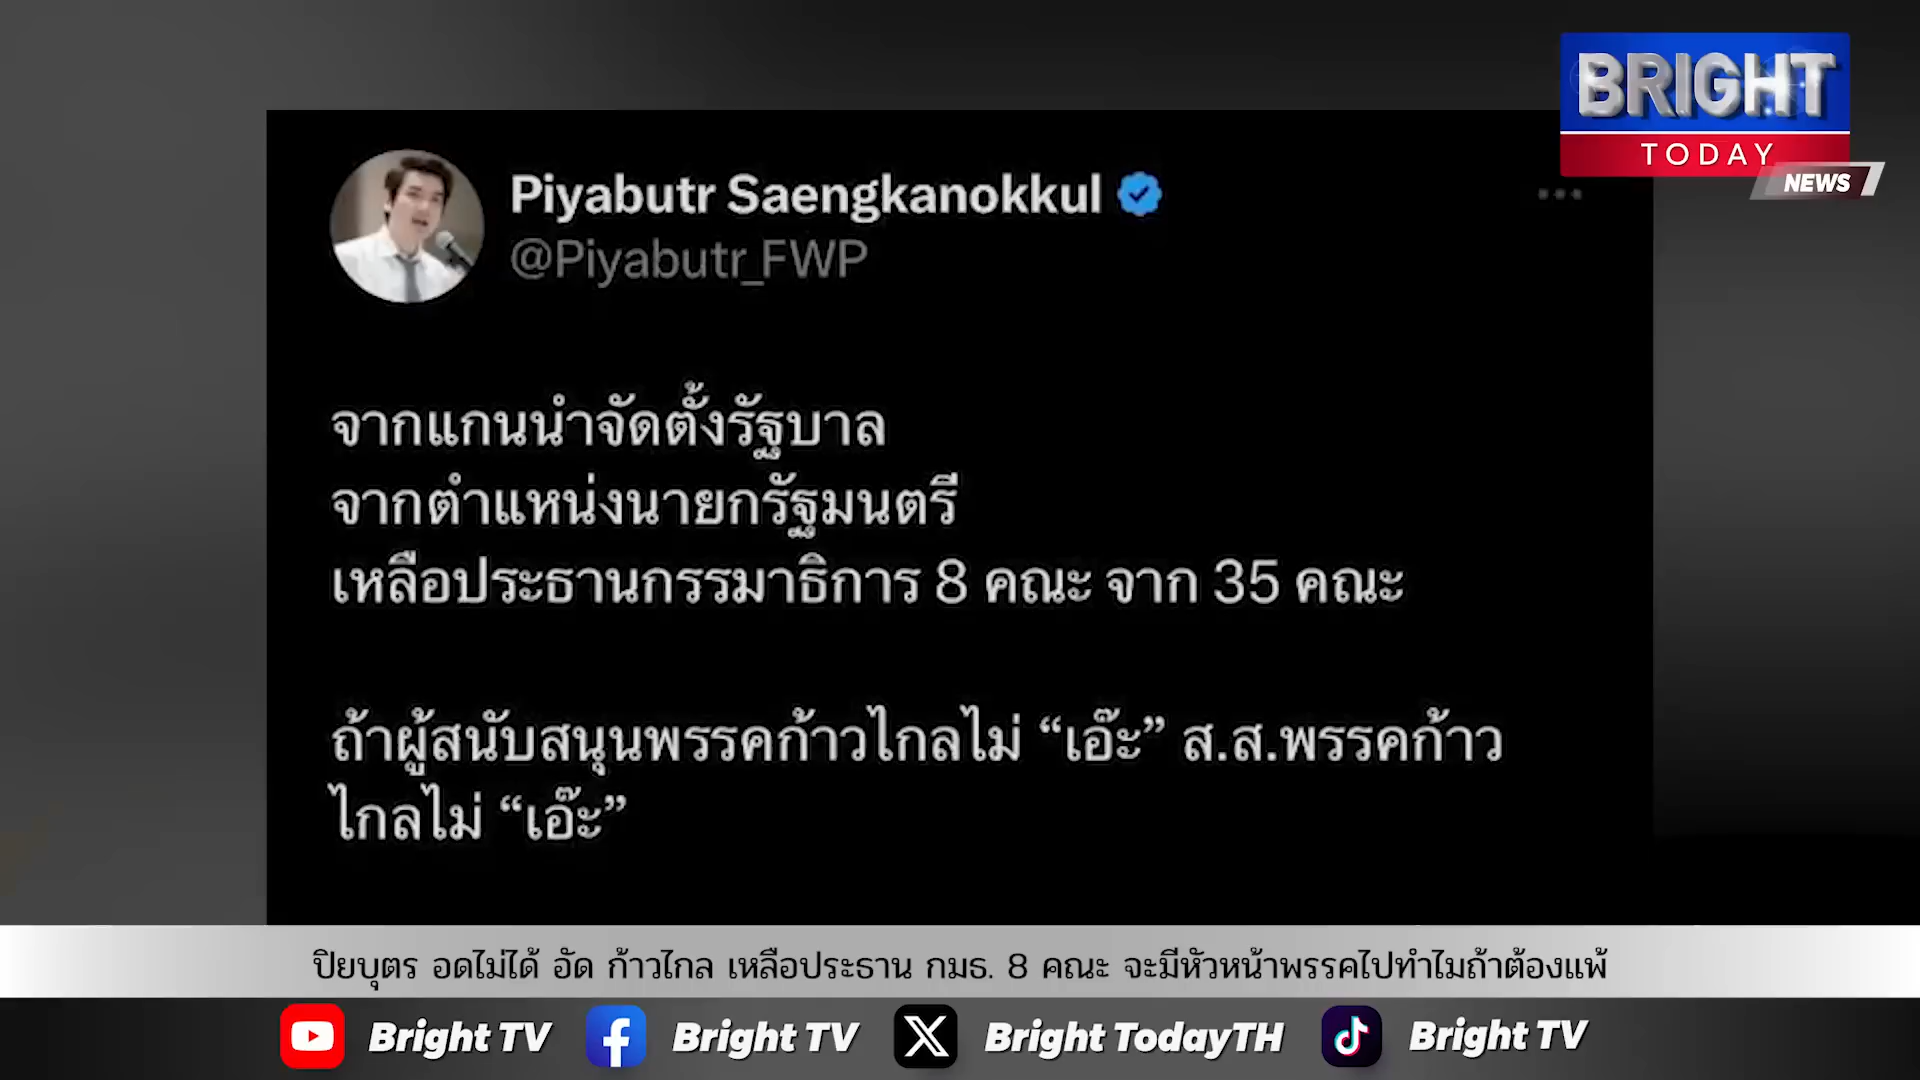 BRIGHT
TODAY
NEWS
Piyabutr Saengkanokkul
@Piyabutr_FWP
จากแกนนำจัดตั้งรัฐบาล
จากตำแหน่งนายกรัฐมนตรี
เหลือประธานกรรมาธิการ 8 คณะ จาก 35 คณะ
ถ้าผู้สนับสนุนพรรคก้าวไกลไม่ “เอ๊ะ” ส.ส.พรรคก้าว
ไกลไม่ “เอ๊ะ”
ปิยบุตร อดไม่ได้ อัด ก้าวไกล เหลือประธาน กมธ. 8 คณะ จะมีหัวหน้าพรรคไปทำไมถ้าต้องแพ้
Bright TV Bright TV Bright TodayTH Bright TV